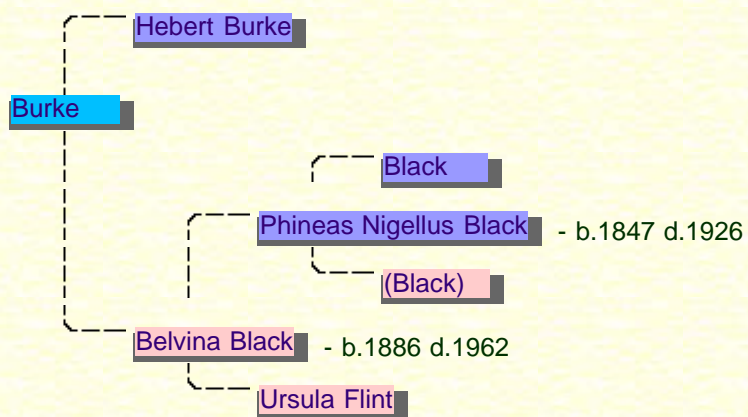 Hebert Burke
Burke
Black
Phineas Nigellus Black - b.1847 d.1926
(Black)
Belvina Black - b.1886 d.1962
Ursula Flint